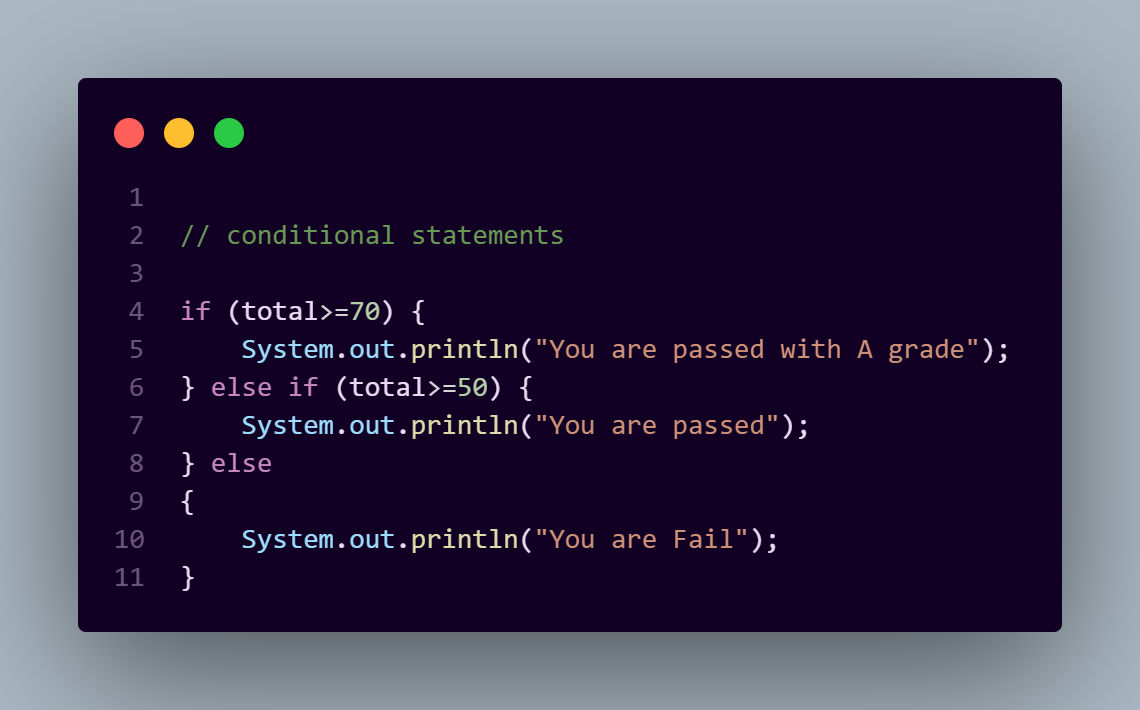 1
2 // conditional statements
3
4 if (total>=70) {
5     System.out.println("You are passed with A grade");
6 } else if (total>=50) {
7     System.out.println("You are passed");
8 } else
9 {
10     System.out.println("You are Fail");
11 }